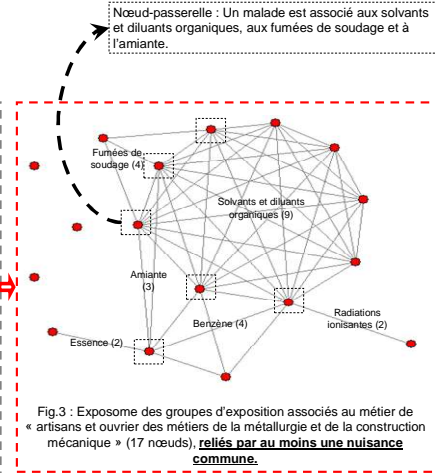 Nœud-passerelle : Un malade est associé aux solvants
et diluants organiques, aux fumées de soudage et à
l'amiante.
Fumées de
soudage (4)
Solvants et diluants
organiques (9)
Amiante
(3)
Benzène (4)
Radiations
ionisantes (2)
Essence (2)
Fig.3 : Exposome des groupes d'exposition associés au métier de
« artisans et ouvrier des métiers de la métallurgie et de la construction
mécanique » (17 nœuds), reliés par au moins une nuisance
commune.